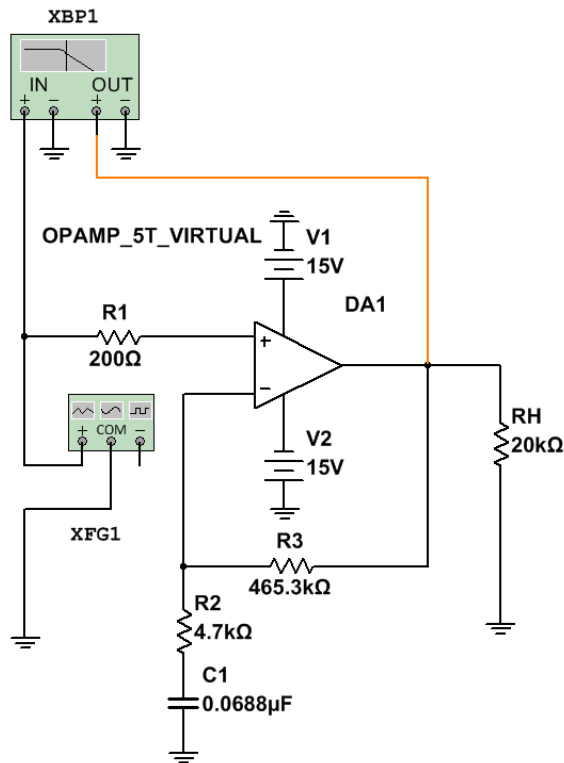 XBP1
IN OUT
+ − + −
OPAMP_5T_VIRTUAL
V1
15V
DA1
R1
200Ω
+
−
COM
+ −
XFG1
V2
15V
RH
20kΩ
R3
465.3kΩ
R2
4.7kΩ
C1
0.0688µF